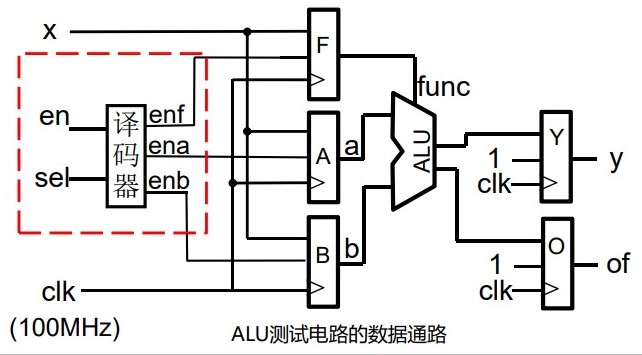 x
F
func
en
译
码
器
enf
ena
enb
sel
A
a
B
b
ALU
Y
1
clk
y
O
1
clk
of
clk
(100MHz)
ALU测试电路的数据通路